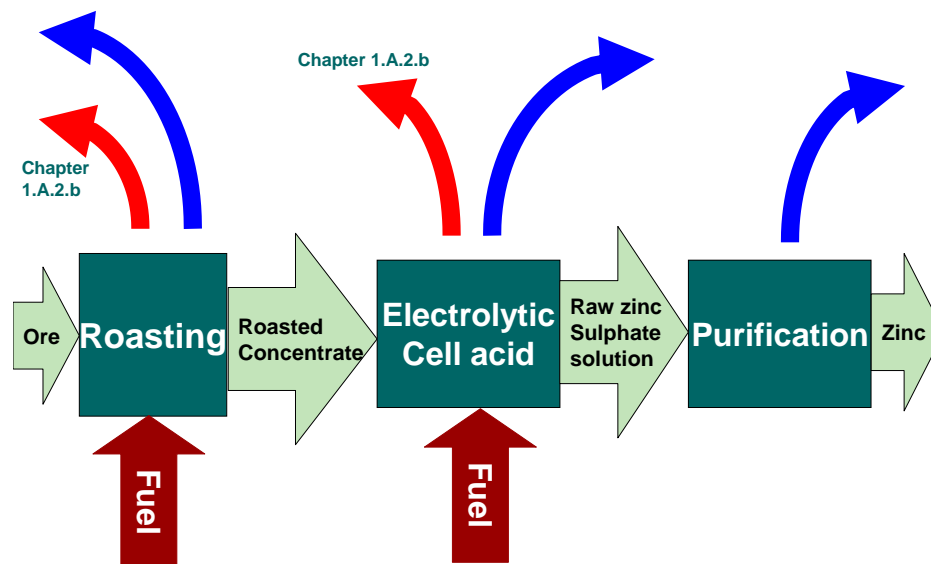 Chapter 1.A.2.b
Chapter
1.A.2.b
Ore
Roasting
Roasted
Concentrate
Electrolytic
Cell acid
Raw zinc
Sulphate
solution
Purification
Zinc
Fuel
Fuel